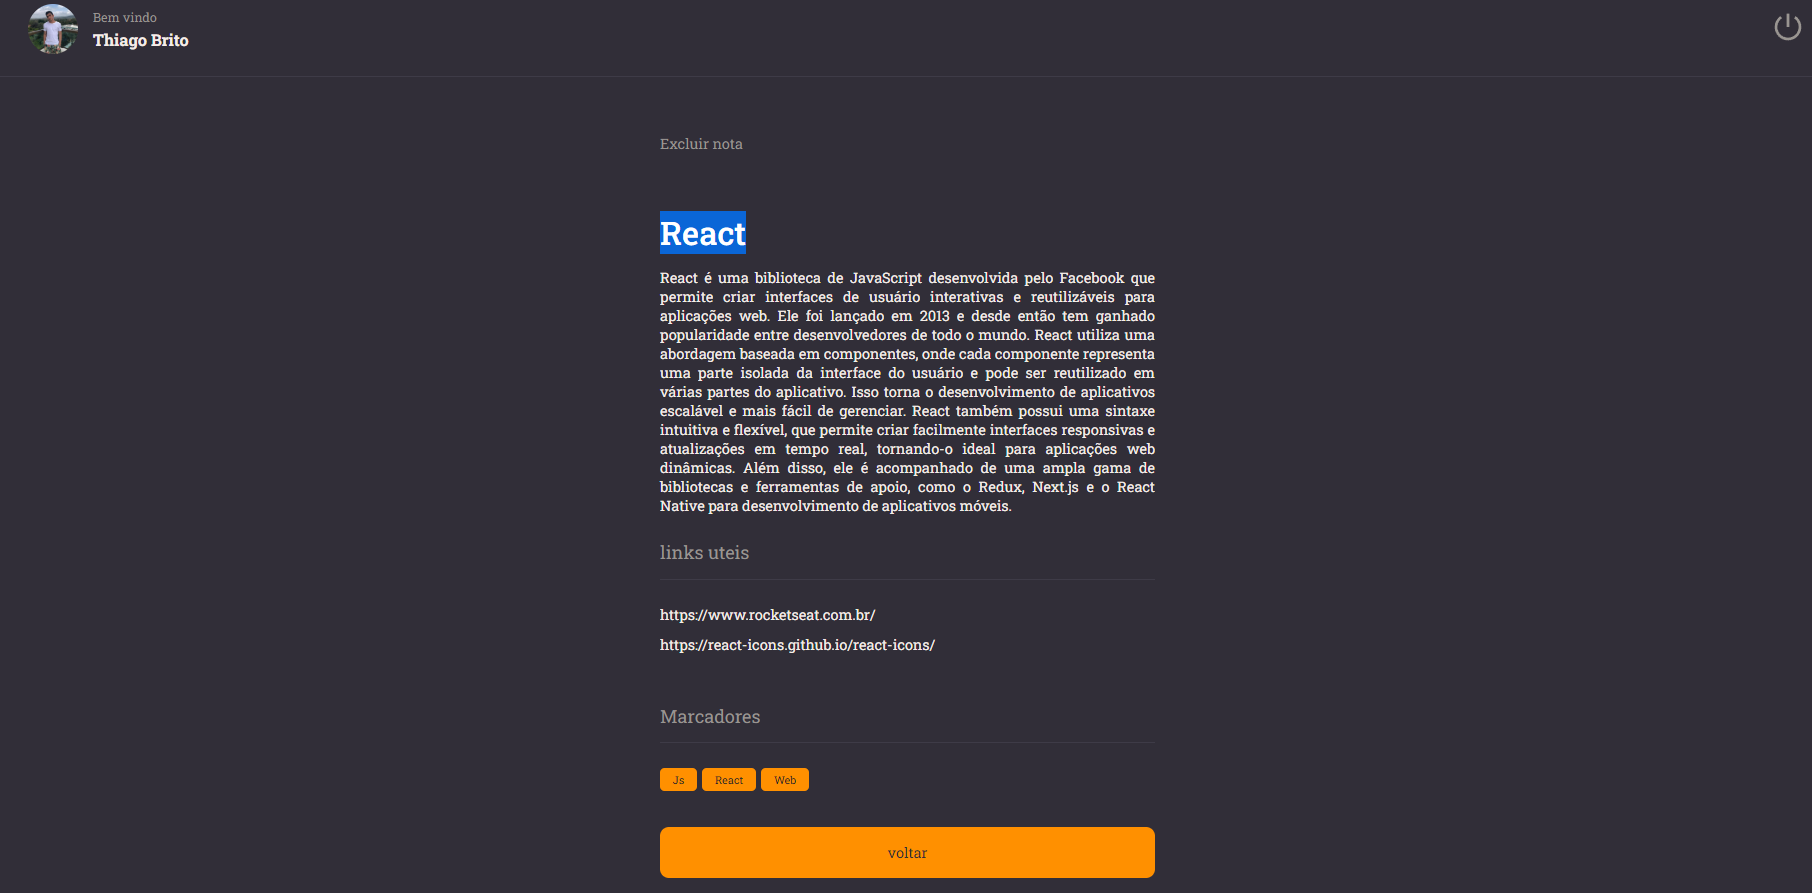 Bem vindo
Thiago Brito
Excluir nota
React
React é uma biblioteca de JavaScript desenvolvida pelo Facebook que
permite criar interfaces de usuário interativas e reutilizáveis para
aplicações web. Ele foi lançado em 2013 e desde então tem ganhado
popularidade entre desenvolvedores de todo o mundo. React utiliza uma
abordagem baseada em componentes, onde cada componente representa
uma parte isolada da interface do usuário e pode ser reutilizado em
várias partes do aplicativo. Isso torna o desenvolvimento de aplicativos
escalável e mais fácil de gerenciar. React também possui uma sintaxe
intuitiva e flexível, que permite criar facilmente interfaces responsivas e
atualizações em tempo real, tornando-o ideal para aplicações web
dinâmicas. Além disso, ele é acompanhado de uma ampla gama de
bibliotecas e ferramentas de apoio, como o Redux, Next.js e o React
Native para desenvolvimento de aplicativos móveis.
links uteis
https://www.rocketseat.com.br/
https://react-icons.github.io/react-icons/
Marcadores
Js React Web
voltar